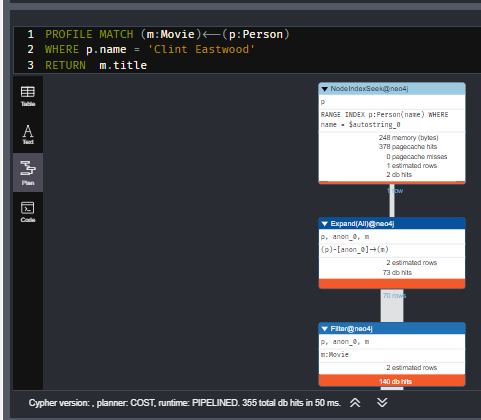 1 PROFILE MATCH (m:Movie)<--(p:Person)
2 WHERE p.name = 'Clint Eastwood'
3 RETURN m.title
Table
Text
Plan
Code
NodeIndexSeek@neo4j
p
RANGE INDEX p:Person(name) WHERE
name = $autostring_0
248 memory (bytes)
378 pagecache hits
0 pagecache misses
1 estimated rows
2 db hits
1 row
Expand(All)@neo4j
p, anon_0, m
(p)-[anon_0]->(m)
2 estimated rows
73 db hits
70 rows
Filter@neo4j
p, anon_0, m
m:Movie
2 estimated rows
140 db hits
Cypher version: , planner: COST, runtime: PIPELINED. 355 total db hits in 50 ms.